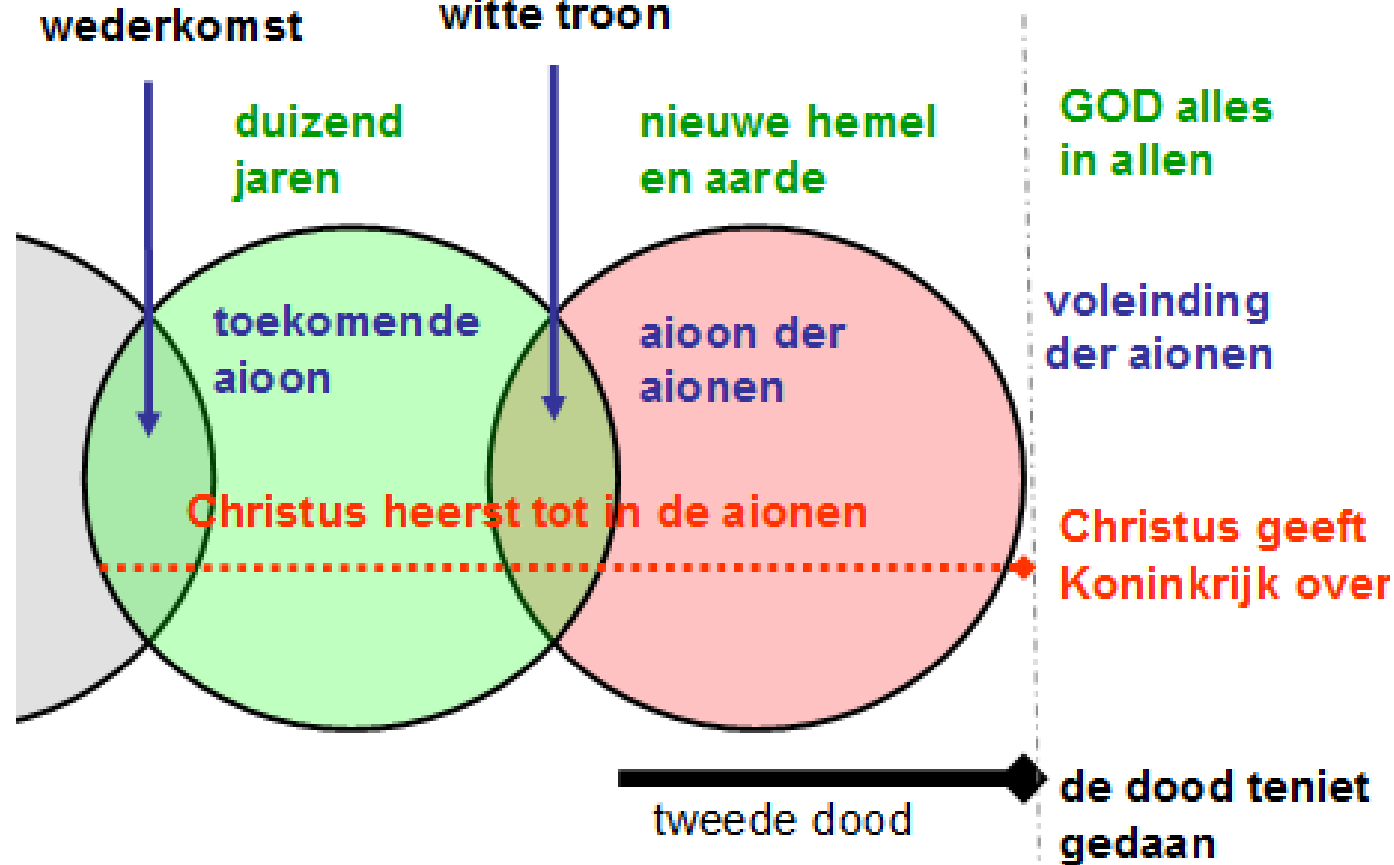 wederkomst
witte troon
duizend
jaren
nieuwe hemel
en aarde
GOD alles
in allen
toekomende
aioon
aioon der
aionen
voleinding
der aionen
Christus heerst tot in de aionen
Christus geeft
Koninkrijk over
tweede dood
de dood teniet
gedaan